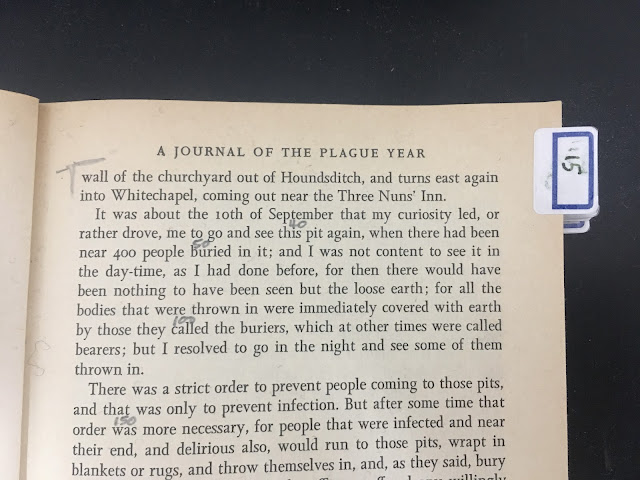 A JOURNAL OF THE PLAGUE YEAR
wall of the churchyard out of Houndsditch, and turns east again
into Whitechapel, coming out near the Three Nuns' Inn.
It was about the 10th of September that my curiosity led, or
40
rather drove, me to go and see this pit again, when there had been
50
near 400 people buried in it; and I was not content to see it in
the day-time, as I had done before, for then there would have
been nothing to have been seen but the loose earth; for all the
bodies that were thrown in were immediately covered with earth
100
by those they called the buriers, which at other times were called
bearers; but I resolved to go in the night and see some of them
thrown in.
There was a strict order to prevent people coming to those pits,
and that was only to prevent infection. But after some time that
150
order was more necessary, for people that were infected and near
their end, and delirious also, would run to those pits, wrapt in
blankets or rugs, and throw themselves in, and, as they said, bury
willingly
15